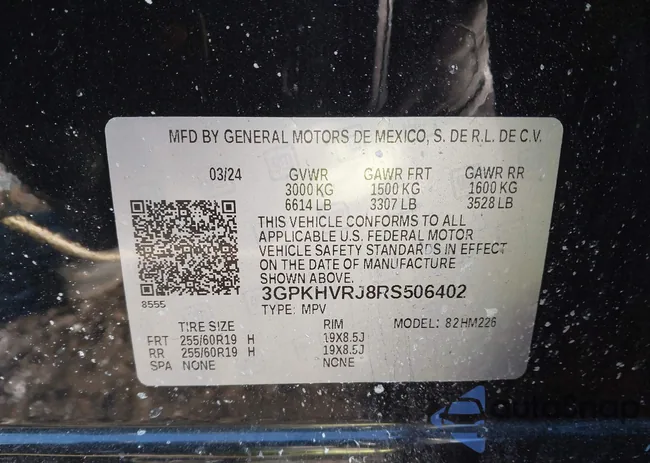 MFD BY GENERAL MOTORS DE MEXICO, S. DE R.L. DE C.V.
03/24 GVWR GAWR FRT GAWR RR
3000 KG 1500 KG 1600 KG
6614 LB 3307 LB 3528 LB
THIS VEHICLE CONFORMS TO ALL
APPLICABLE U.S. FEDERAL MOTOR
VEHICLE SAFETY STANDARDS IN EFFECT
ON THE DATE OF MANUFACTURE
SHOWN ABOVE.
8555
3GPKHVRJ8RS506402
TYPE: MPV
TIRE SIZE RIM MODEL: 82HM226
FRT 255/60R19 H 19X8.5J
RR 255/60R19 H 19X8.5J
SPA NONE NONE
autoSnap